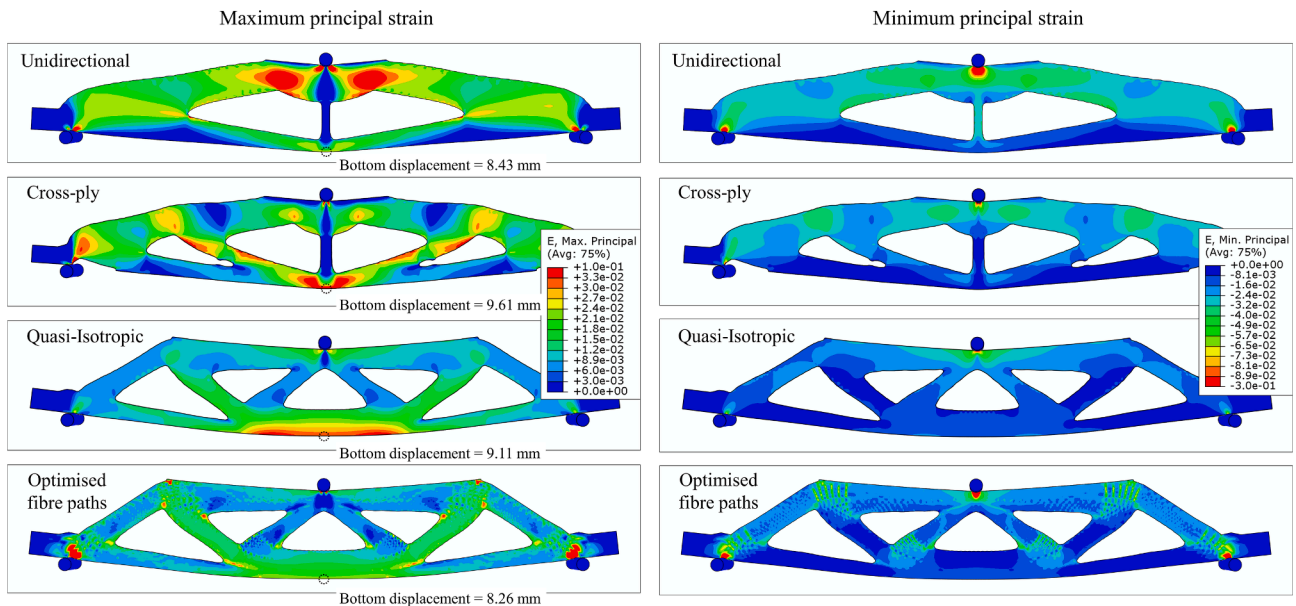 Maximum principal strain
Minimum principal strain
Unidirectional
Bottom displacement = 8.43 mm
Unidirectional
Cross-ply
Bottom displacement = 9.61 mm
Cross-ply
E, Max. Principal
(Avg: 75%)
+1.0e-01
+3.3e-02
+3.0e-02
+2.7e-02
+2.4e-02
+2.1e-02
+1.8e-02
+1.5e-02
+1.2e-02
+8.9e-03
+6.0e-03
+3.0e-03
+0.0e+00
E, Min. Principal
(Avg: 75%)
+0.0e+00
-8.1e-03
-1.6e-02
-2.4e-02
-3.2e-02
-4.0e-02
-4.9e-02
-5.7e-02
-6.5e-02
-7.3e-02
-8.1e-02
-8.9e-02
-3.0e-01
Quasi-Isotropic
Bottom displacement = 9.11 mm
Quasi-Isotropic
Optimised
fibre paths
Bottom displacement = 8.26 mm
Optimised
fibre paths